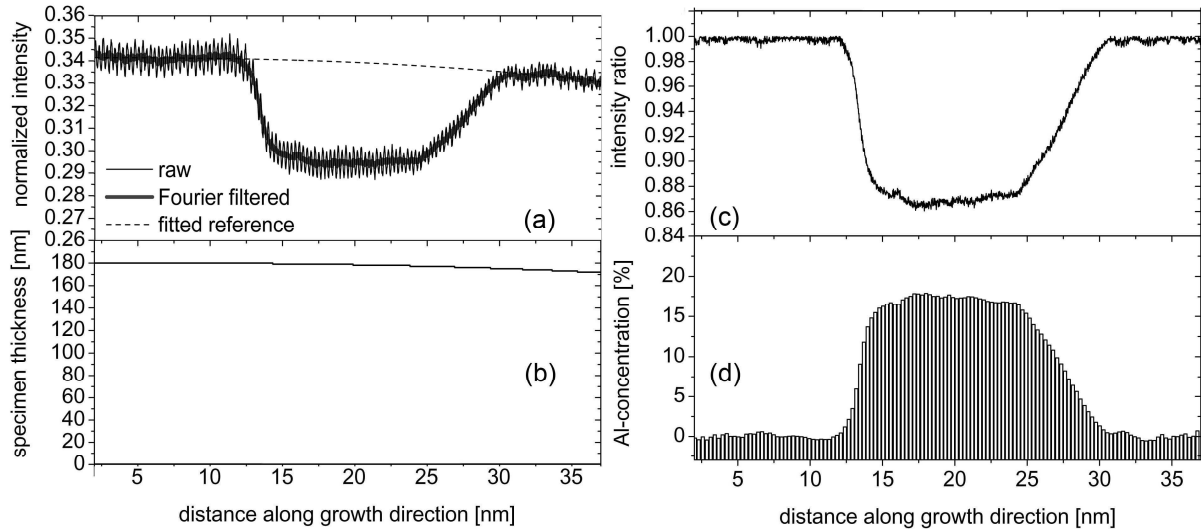 0.36
0.35
0.34
0.33
0.32
0.31
0.30
0.29
0.28
0.27
0.26
normalized intensity
raw
Fourier filtered
fitted reference
(a)
180
160
140
120
100
80
60
40
20
0
specimen thickness [nm]
(b)
5 10 15 20 25 30 35
distance along growth direction [nm]
1.00
0.98
0.96
0.94
0.92
0.90
0.88
0.86
0.84
intensity ratio
(c)
20
15
10
5
0
Al-concentration [%]
(d)
5 10 15 20 25 30 35
distance along growth direction [nm]